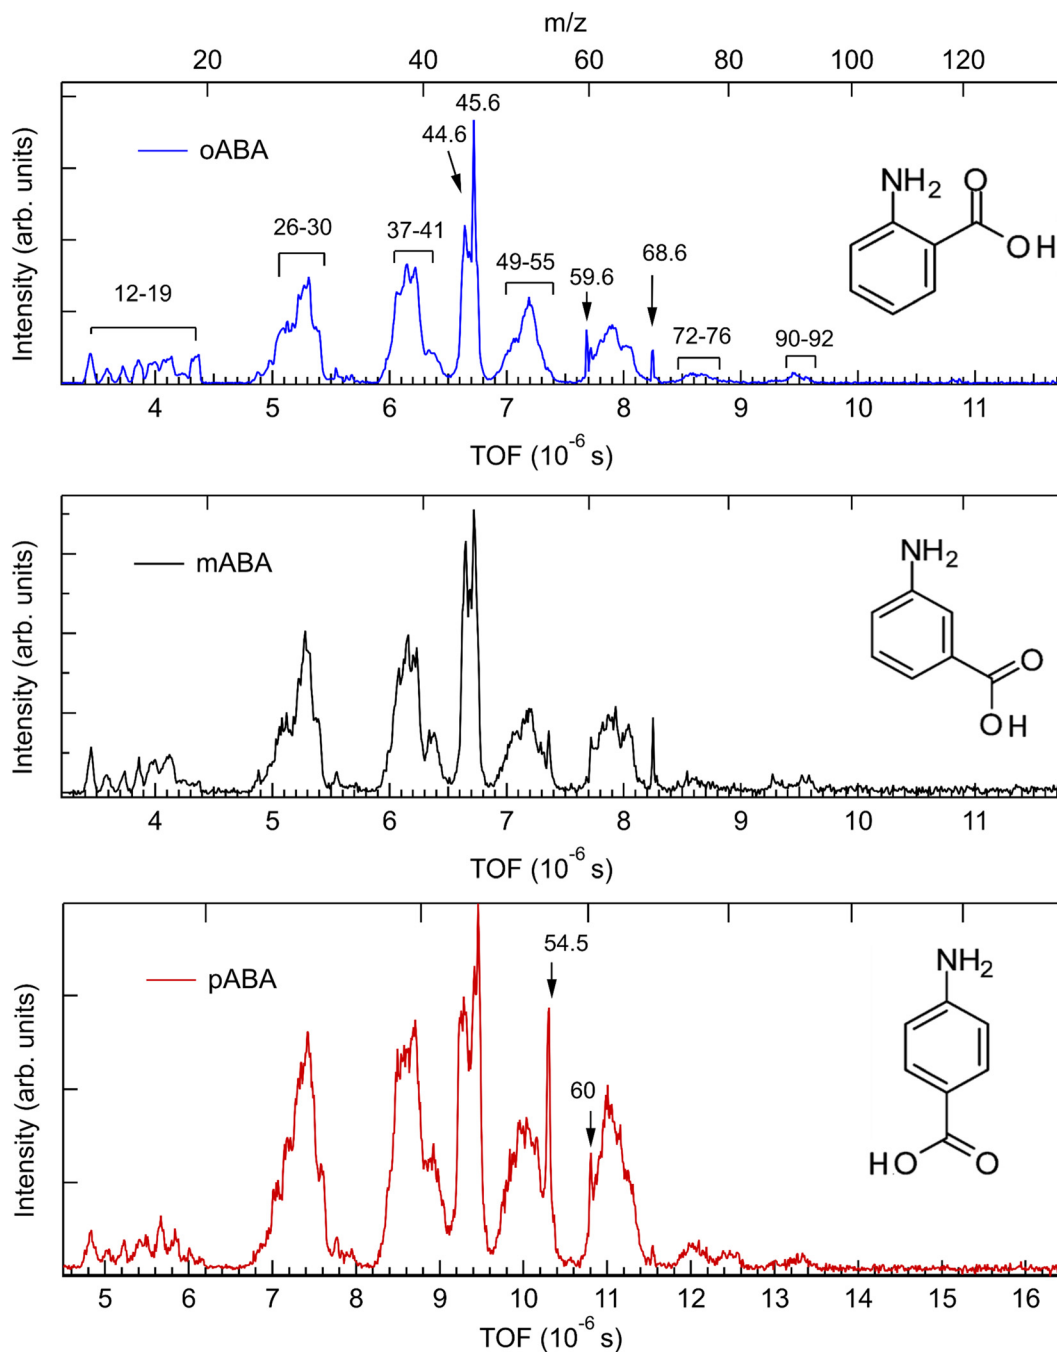 m/z
20 40 60 80 100 120
oABA
44.6
45.6
12-19
26-30
37-41
49-55
59.6
68.6
72-76
90-92
NH2
O
OH
Intensity (arb. units)
4 5 6 7 8 9 10 11
TOF (10-6 s)
mABA
NH2
O
OH
Intensity (arb. units)
4 5 6 7 8 9 10 11
TOF (10-6 s)
pABA
54.5
60
NH2
HO
O
Intensity (arb. units)
5 6 7 8 9 10 11 12 13 14 15 16
TOF (10-6 s)